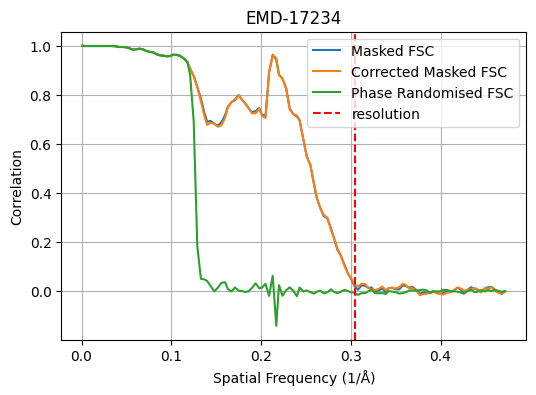 EMD-17234
1.0
0.8
0.6
0.4
0.2
0.0
Correlation
Masked FSC
Corrected Masked FSC
Phase Randomised FSC
resolution
0.0 0.1 0.2 0.3 0.4
Spatial Frequency (1/Å)